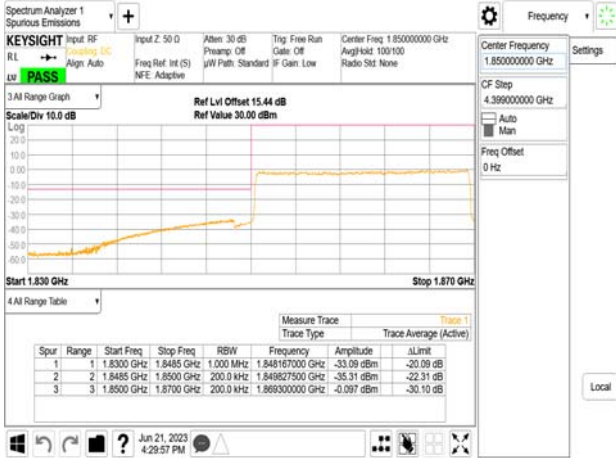 Spectrum Analyzer 1
Spurious Emissions
Frequency
KEYSIGHT Input: RF Input Z: 50 Ω Atten: 30 dB Trig: Free Run Center Freq: 1.850000000 GHz
Coupling: DC Preamp: Off Gate: Off Avg|Hold: 100/100
RL Align: Auto Freq Ref: Int (S) µW Path: Standard IF Gain: Low Radio Std: None
NFE: Adaptive
LV PASS
Center Frequency
1.850000000 GHz
Settings
CF Step
4.399000000 GHz
Auto
Man
Freq Offset
0 Hz
Local
3 All Range Graph
Ref Lvl Offset 15.44 dB
Scale/Div 10.0 dB Ref Value 30.00 dBm
Log
20.0
10.0
0.00
-10.0
-20.0
-30.0
-40.0
-50.0
-60.0
Start 1.830 GHz Stop 1.870 GHz
4 All Range Table
Measure Trace Trace 1
Trace Type Trace Average (Active)
Spur Range Start Freq Stop Freq RBW Frequency Amplitude ΔLimit
1 1 1.8300 GHz 1.8485 GHz 1.000 MHz 1.848167000 GHz -33.09 dBm -20.09 dB
2 2 1.8485 GHz 1.8500 GHz 200.0 kHz 1.849827500 GHz -35.31 dBm -22.31 dB
3 3 1.8500 GHz 1.8700 GHz 200.0 kHz 1.869300000 GHz -0.097 dBm -30.10 dB
Jun 21, 2023
4:29:57 PM